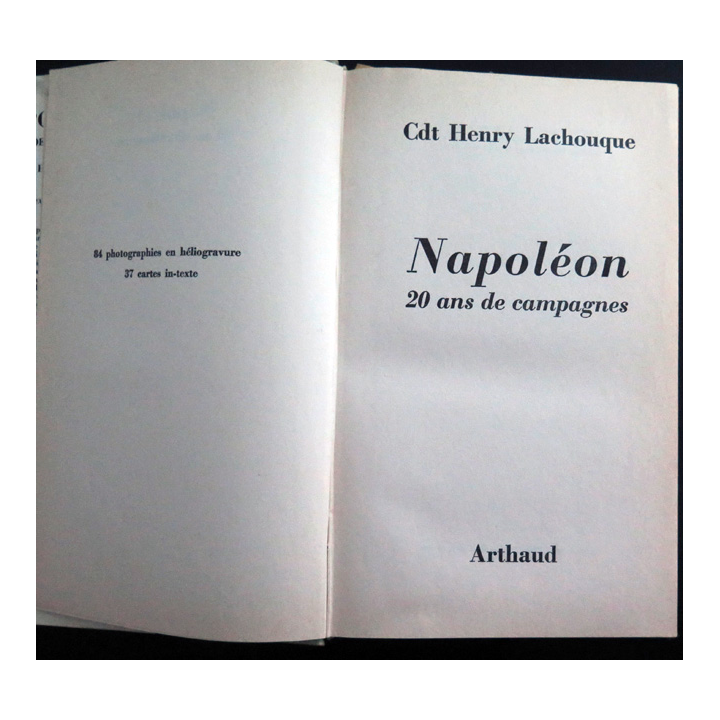 84 photographies en héliogravure
37 cartes in-texte
Cdt Henry Lachouque
Napoléon
20 ans de campagnes
Arthaud